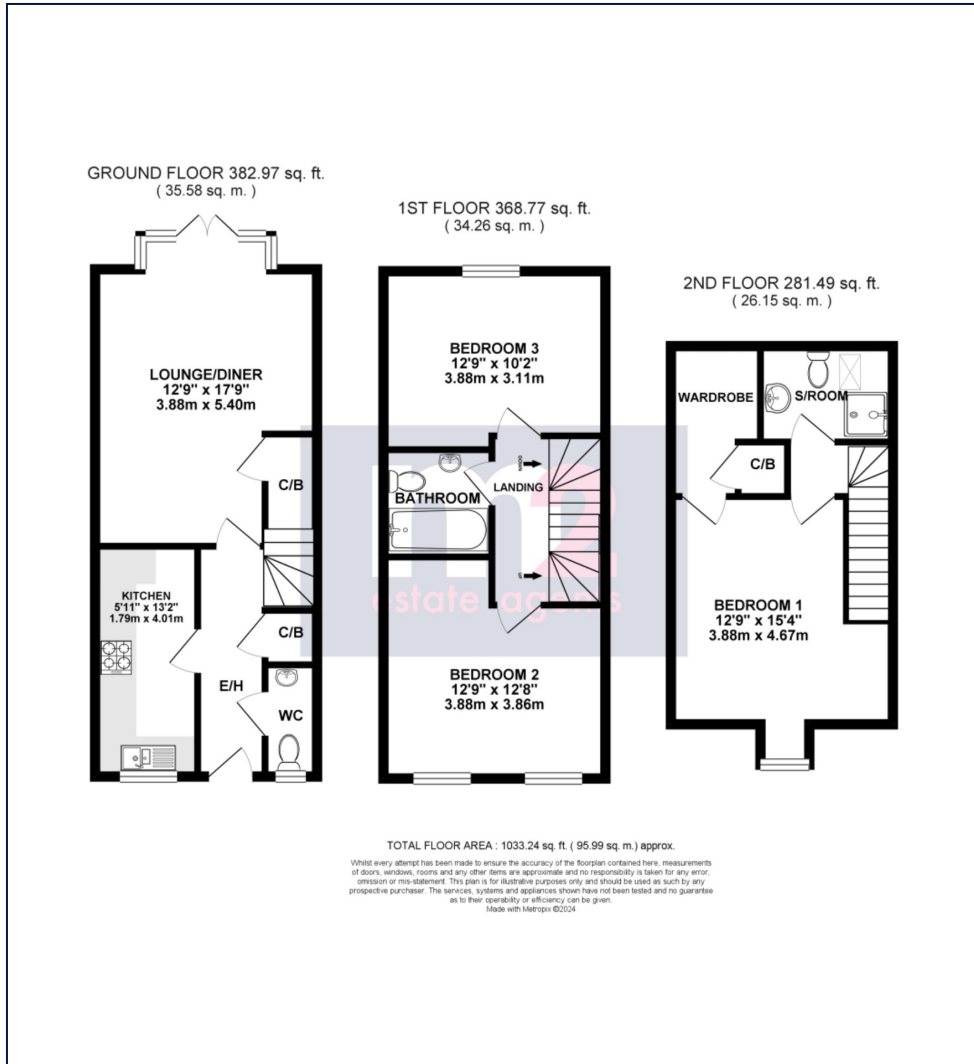 GROUND FLOOR 382.97 sq. ft.
( 35.58 sq. m. )
LOUNGE/DINER
12'9" x 17'9"
3.88m x 5.40m
C/B
KITCHEN
5'11" x 13'2"
1.79m x 4.01m
C/B
E/H
WC
1ST FLOOR 368.77 sq. ft.
( 34.26 sq. m. )
BEDROOM 3
12'9" x 10'2"
3.88m x 3.11m
DOWN
LANDING
BATHROOM
UP
BEDROOM 2
12'9" x 12'8"
3.88m x 3.86m
2ND FLOOR 281.49 sq. ft.
( 26.15 sq. m. )
WARDROBE
S/ROOM
C/B
BEDROOM 1
12'9" x 15'4"
3.88m x 4.67m
m2
estate agents
TOTAL FLOOR AREA : 1033.24 sq. ft. ( 95.99 sq. m.) approx.
Whilst every attempt has been made to ensure the accuracy of the floorplan contained here, measurements
of doors, windows, rooms and any other items are approximate and no responsibility is taken for any error,
omission or mis-statement. This plan is for illustrative purposes only and should be used as such by any
prospective purchaser. The services, systems and appliances shown have not been tested and no guarantee
as to their operability or efficiency can be given.
Made with Metropix ©2024